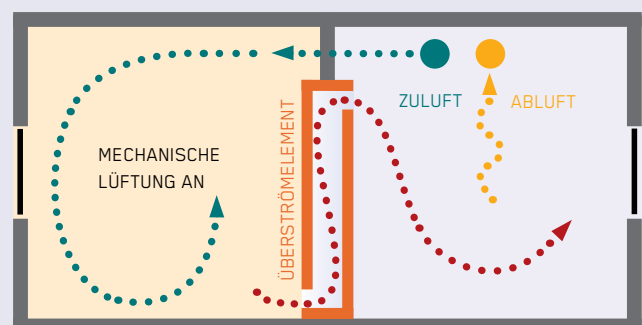 MECHANISCHE
LÜFTUNG AN
ÜBERSTRÖMELEMENT
ZULUFT
ABLUFT